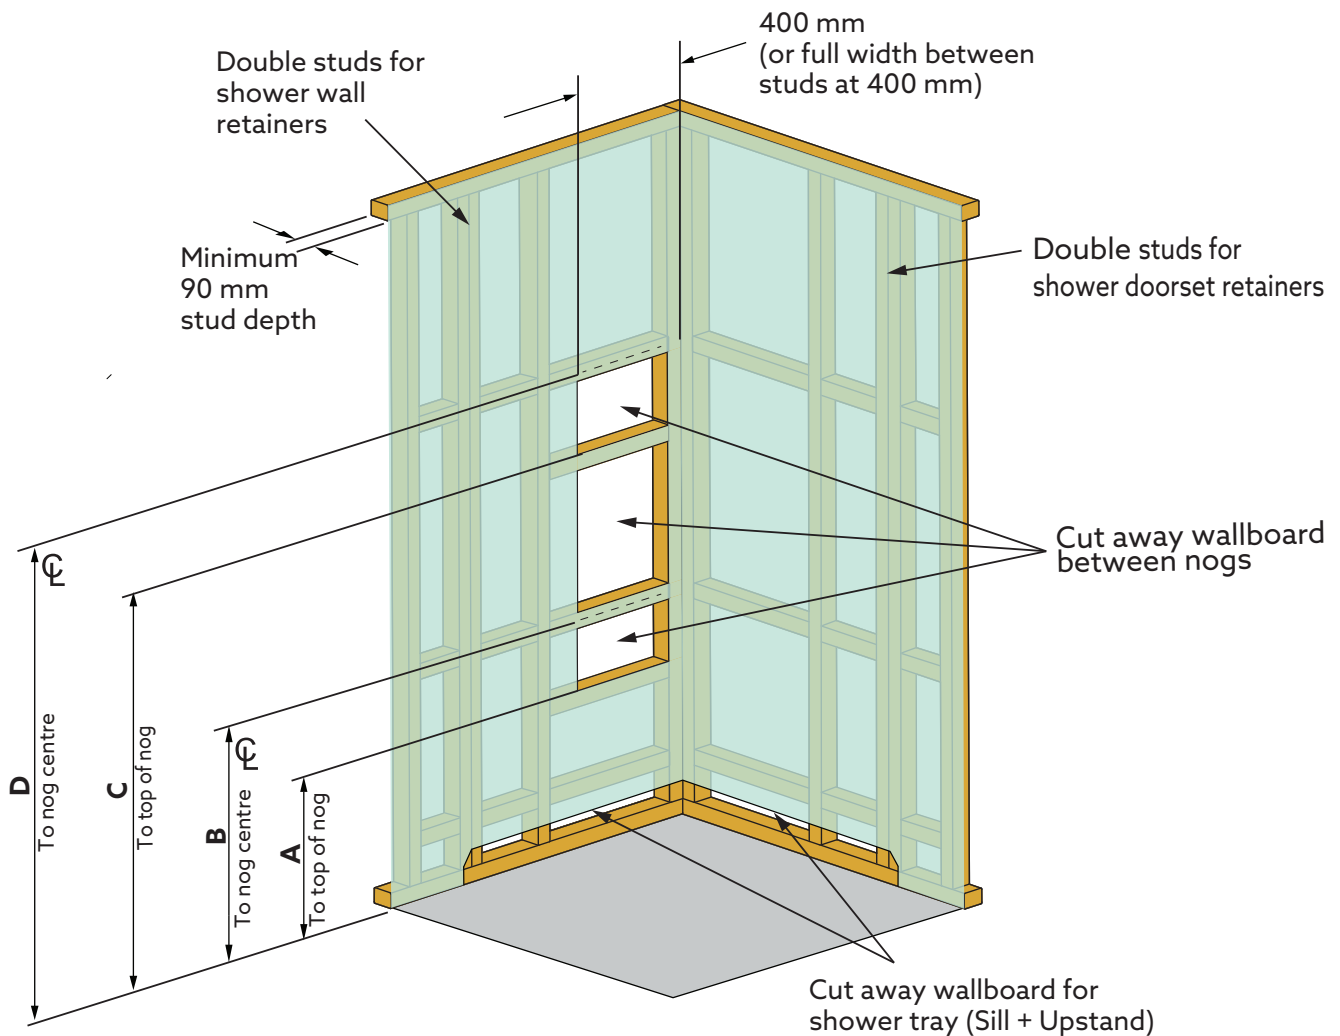 400 mm
(or full width between
studs at 400 mm)
Double studs for
shower wall
retainers
Minimum
90 mm
stud depth
Double studs for
shower doorset retainers
Cut away wallboard
between nogs
D
To nog centre
℄
C
To top of nog
B
To nog centre
℄
A
To top of nog
Cut away wallboard for
shower tray (Sill + Upstand)